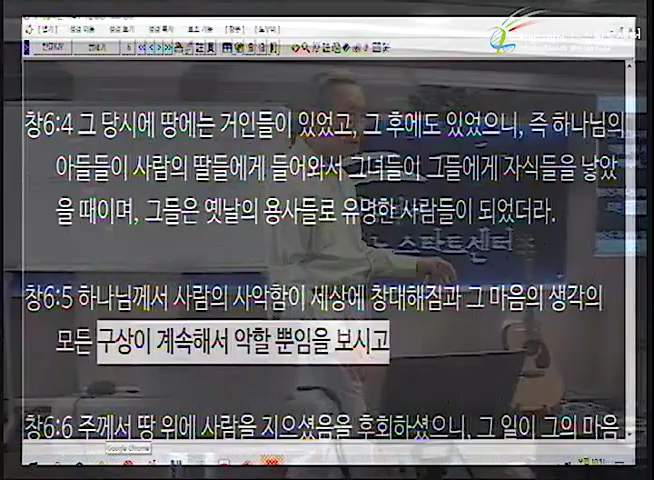 창6:4 그 당시에 땅에는 거인들이 있었고, 그 후에도 있었으니, 즉 하나님의
아들들이 사람의 딸들에게 들어와서 그녀들이 그들에게 자식들을 낳았
을 때이며, 그들은 옛날의 용사들로 유명한 사람들이 되었더라.
스타트센터
창6:5 하나님께서 사람의 사악함이 세상에 창대해짐과 그 마음의 생각의
모든 구상이 계속해서 악할 뿐임을 보시고
창6:6 주께서 땅 위에 사람을 지으셨음을 후회하셨으니, 그 일이 그의 마음
Google Chrome